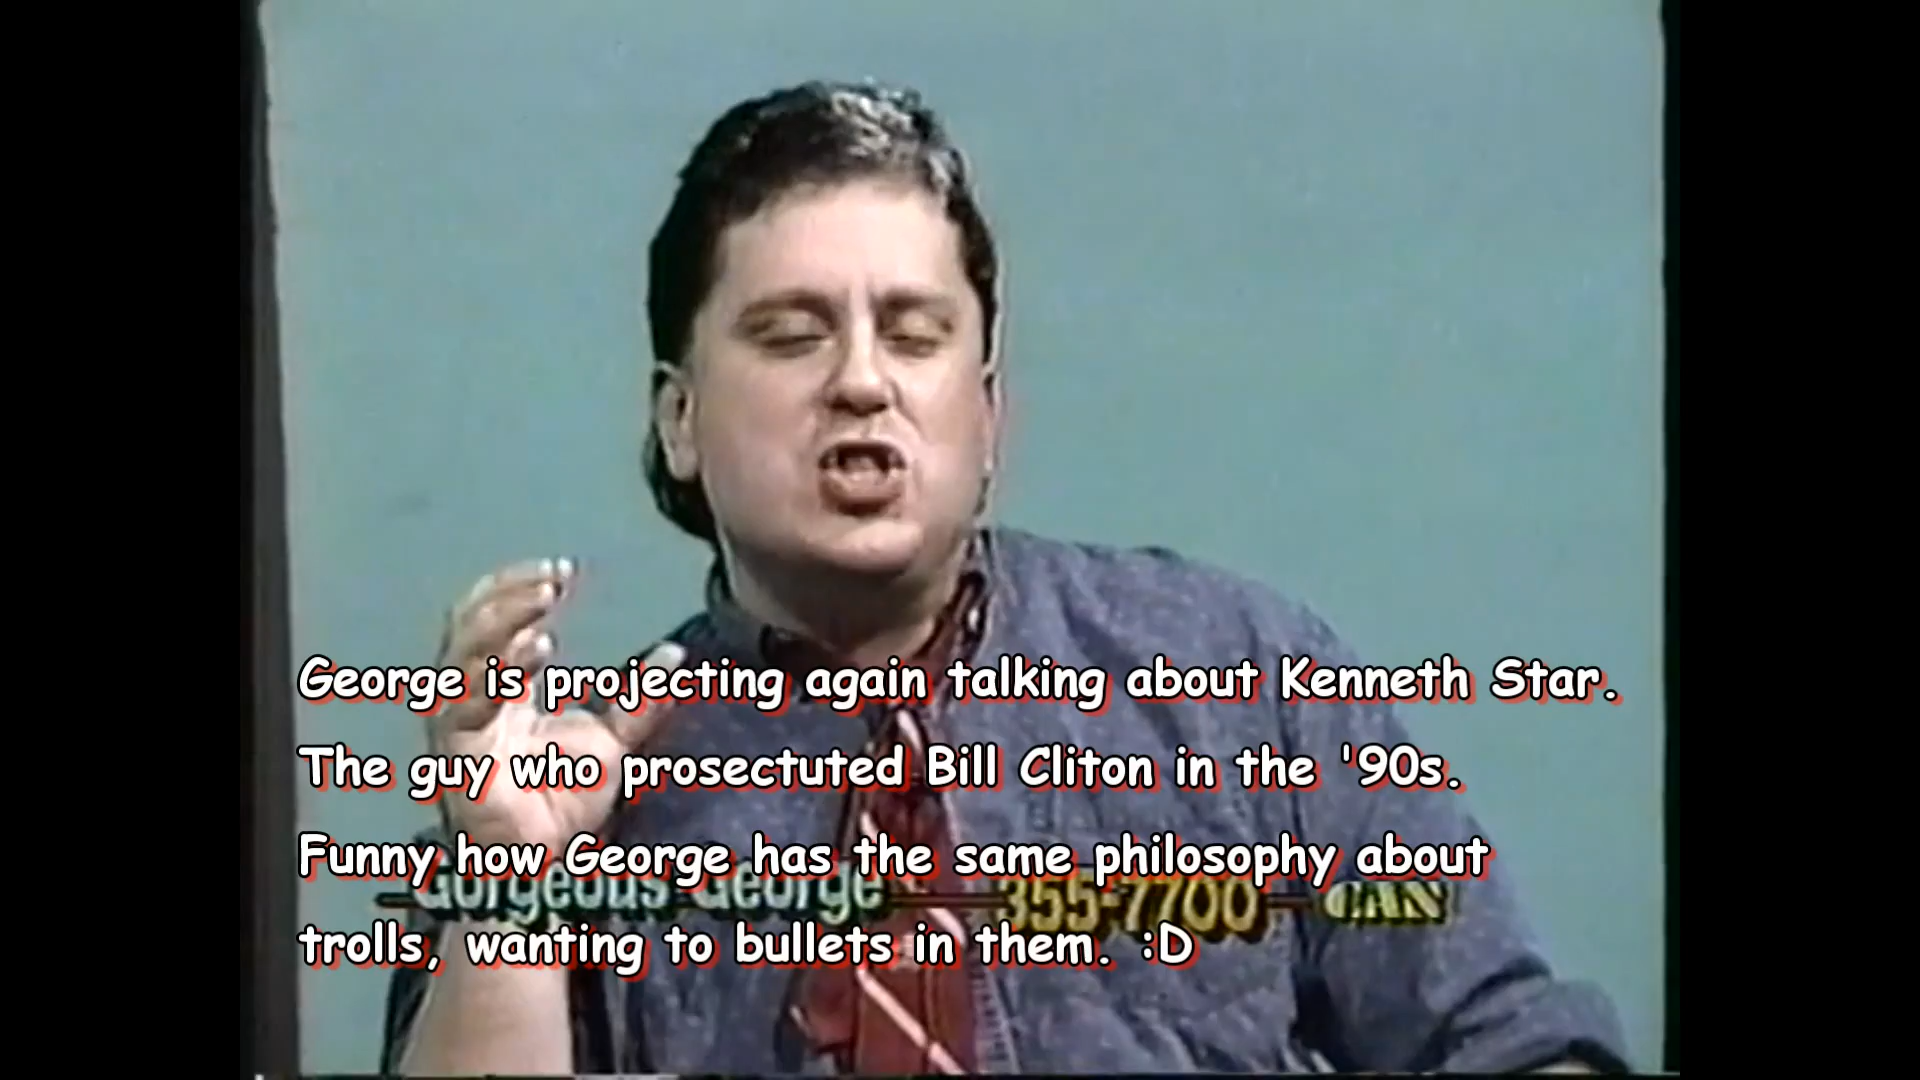 George is projecting again talking about Kenneth Star.
The guy who prosectuted Bill Cliton in the '90s.
Funny how George has the same philosophy about
Gorgeous George 355-7700 CAN
trolls, wanting to bullets in them. :D